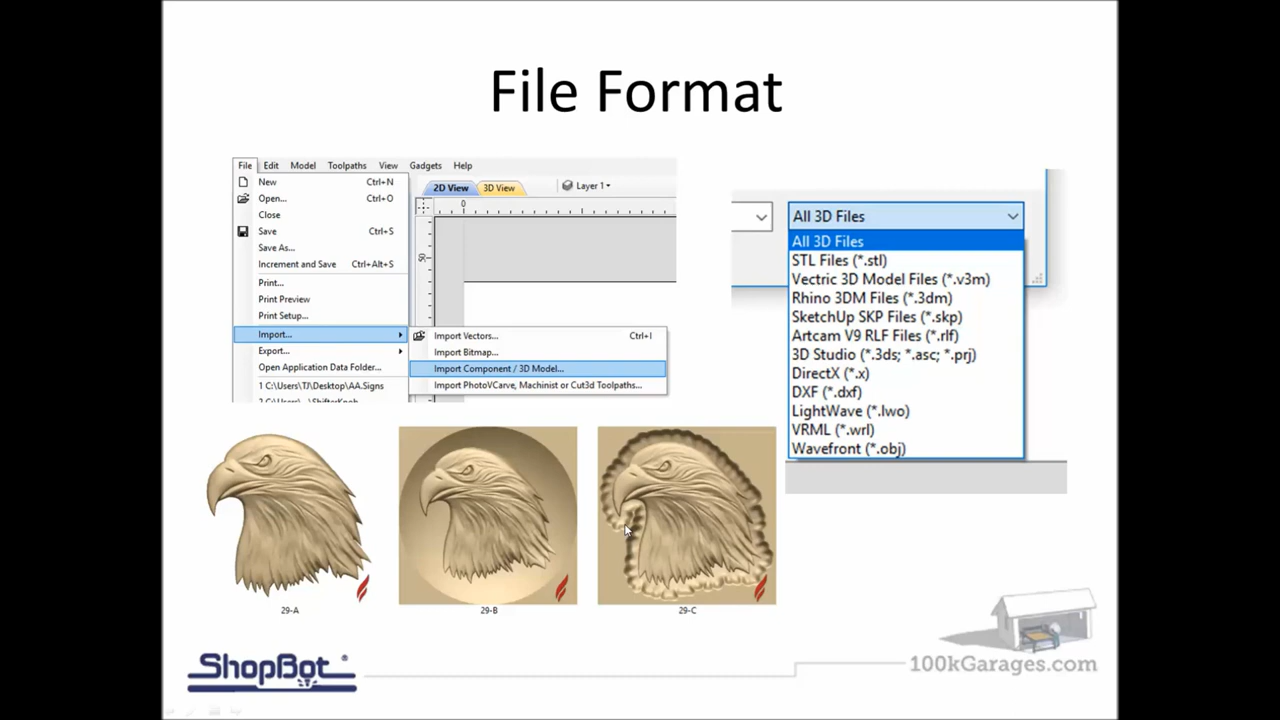 File Format
File Edit Model Toolpaths View Gadgets Help
New Ctrl+N
Open... Ctrl+O
Close
Save Ctrl+S
Save As...
Increment and Save Ctrl+Alt+S
Print...
Print Preview
Print Setup...
Import...
Export...
Open Application Data Folder...
1 C:\Users\TJ\Desktop\AA.Signs
2D View 3D View Layer 1
0
50
Import Vectors... Ctrl+I
Import Bitmap...
Import Component / 3D Model...
Import PhotoVCarve, Machinist or Cut3d Toolpaths...
All 3D Files
All 3D Files
STL Files (*.stl)
Vectric 3D Model Files (*.v3m)
Rhino 3DM Files (*.3dm)
SketchUp SKP Files (*.skp)
Artcam V9 RLF Files (*.rlf)
3D Studio (*.3ds; *.asc; *.prj)
DirectX (*.x)
DXF (*.dxf)
LightWave (*.lwo)
VRML (*.wrl)
Wavefront (*.obj)
29-A
29-B
29-C
ShopBot ®
100kGarages.com